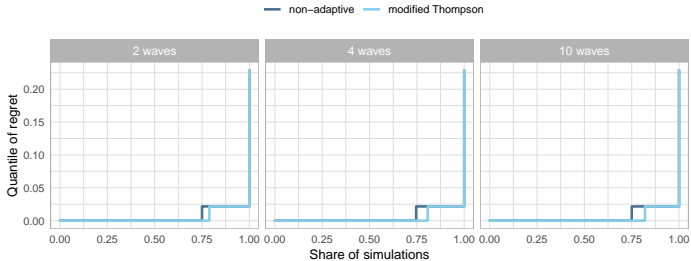 non−adaptive modified Thompson
2 waves 4 waves 10 waves
Quantile of regret
0.20
0.15
0.10
0.05
0.00
0.00 0.25 0.50 0.75 1.00 0.00 0.25 0.50 0.75 1.00 0.00 0.25 0.50 0.75 1.00
Share of simulations